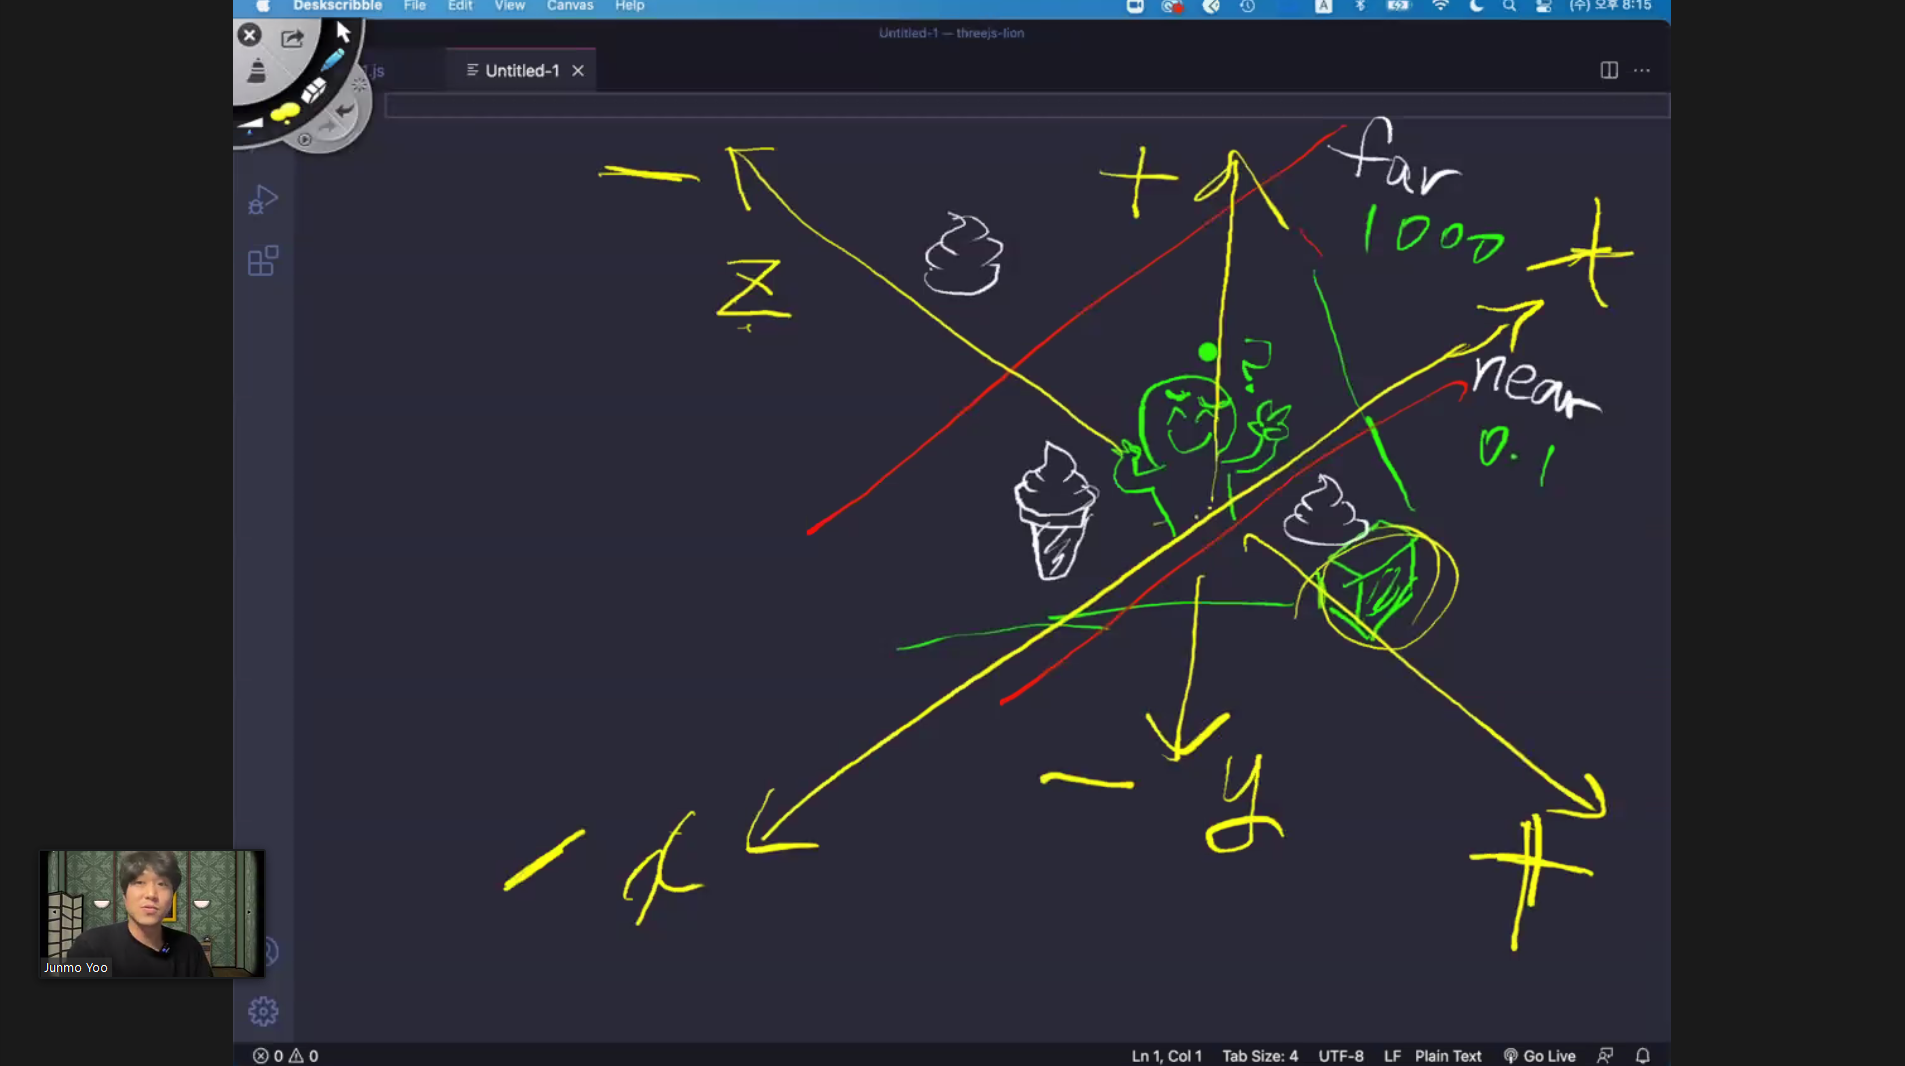 Deskscribble File Edit View Canvas Help
A (수) 오후 8:15
Untitled-1 — threejs-lion
.js Untitled-1
far
1000
near
0.1
- z
+
+
- x
- y
+
?
Junmo Yoo
0 0 Ln 1, Col 1 Tab Size: 4 UTF-8 LF Plain Text Go Live